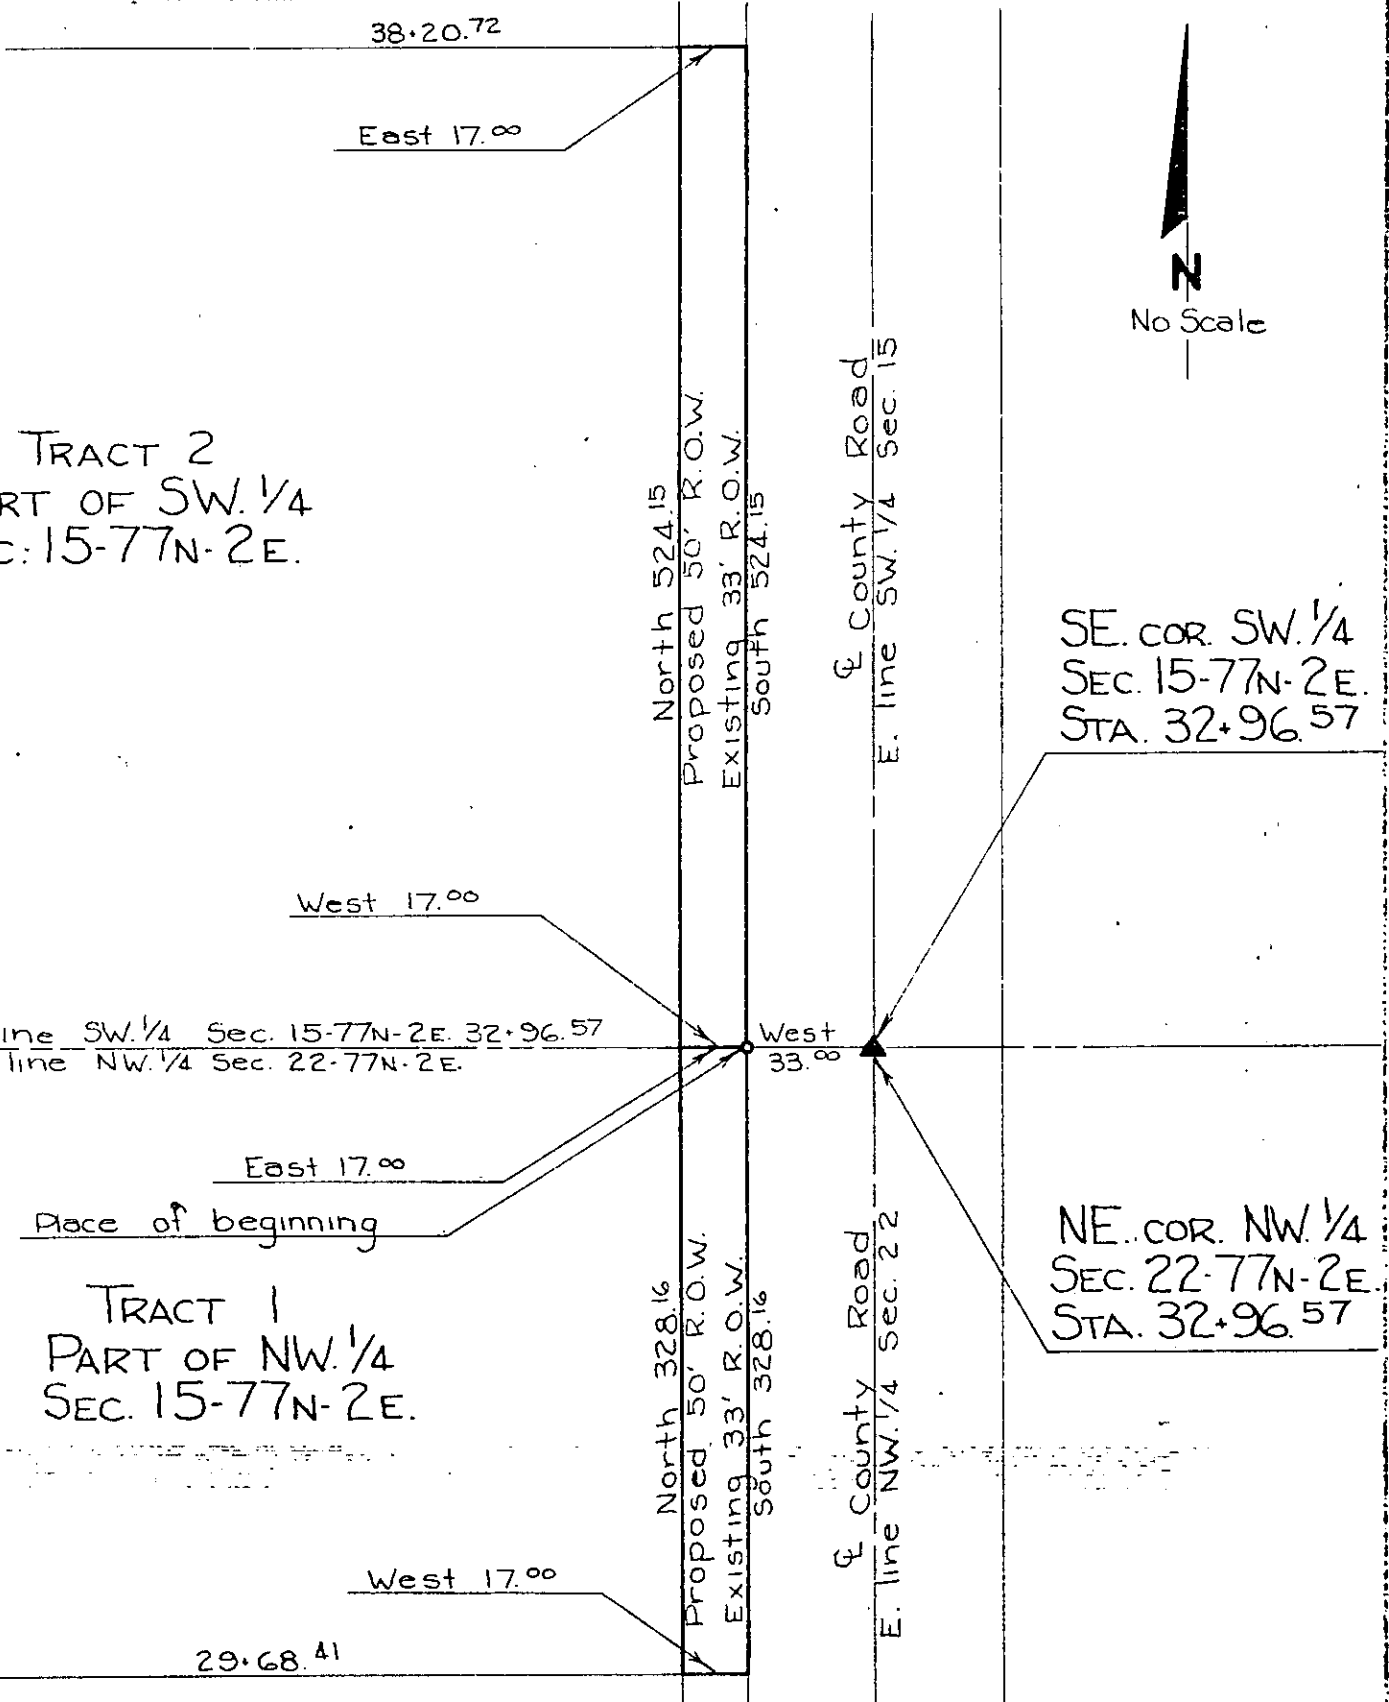 38+20.72
East 17.00
N
No Scale
TRACT 2
RT OF SW. 1/4
C. 15-77N-2E.
North 524.15
Proposed 50' R.O.W.
Existing 33' R.O.W.
South 524.15
℄ County Road
E. line SW. 1/4 Sec. 15
SE. COR. SW. 1/4
SEC. 15-77N-2E.
STA. 32+96.57
West 17.00
ine SW. 1/4 Sec. 15-77N-2E. 32+96.57
line NW. 1/4 Sec. 22-77N-2E.
West
33.00
East 17.00
Place of beginning
TRACT 1
PART OF NW. 1/4
SEC. 15-77N-2E.
North 328.16
Proposed 50' R.O.W.
Existing 33' R.O.W.
South 328.16
℄ County Road
E. line NW. 1/4 Sec. 22
NE. COR. NW. 1/4
SEC. 22-77N-2E.
STA. 32+96.57
West 17.00
29+68.41